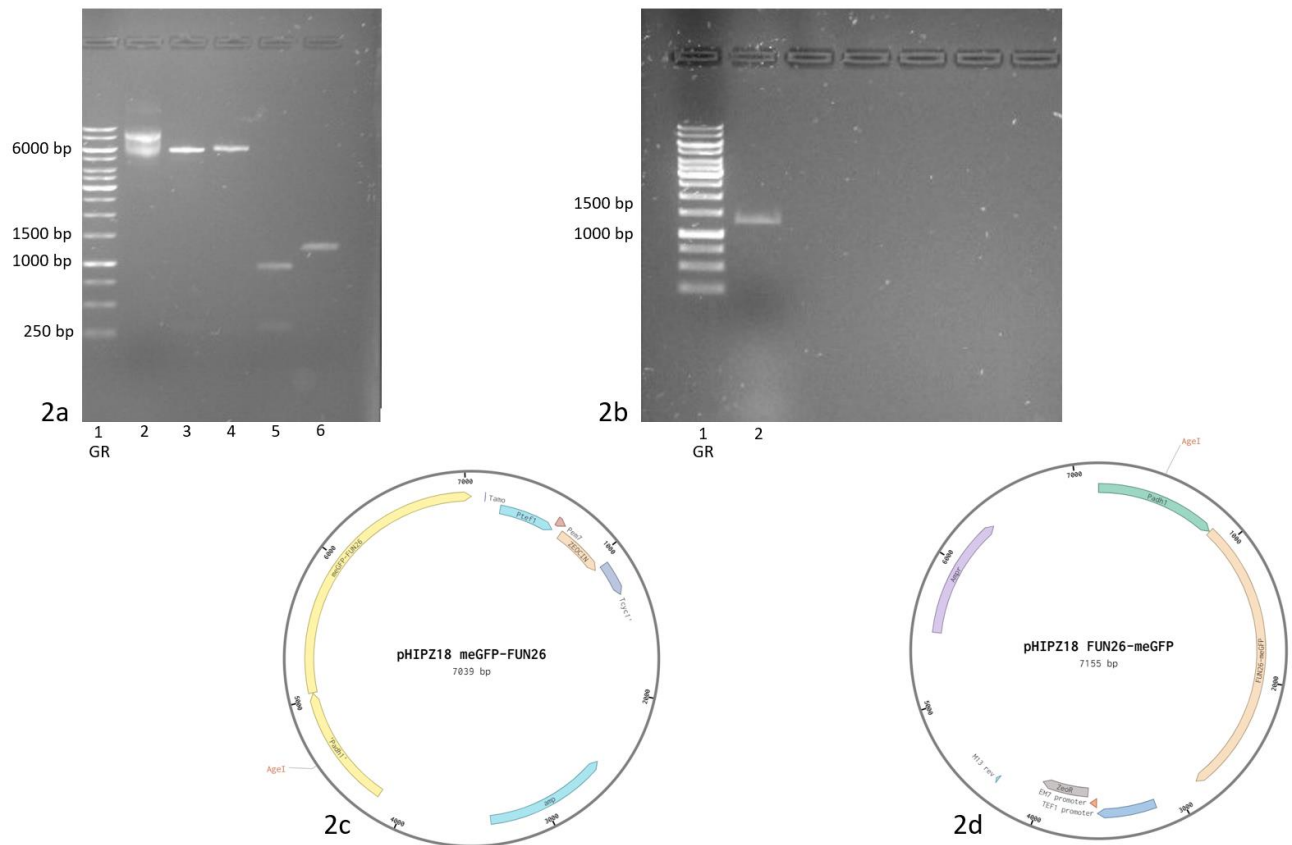 6000 bp
1500 bp
1000 bp
250 bp
2a
1 2 3 4 5 6
GR
1500 bp
1000 bp
2b
1 2
GR
7000
Tamo
Ptef1
Pem7
ZEOCIN
1000
Tcyc1'
2000
3000
amp
4000
AgeI
'Padh1'
5000
meGFP-FUN26
6000
pHIPZ18 meGFP-FUN26
7039 bp
2c
AgeI
7000
Padh1
1000
FUN26-meGFP
2000
3000
TEF1 promoter
EM7 promoter
ZeoR
4000
M13 rev
5000
Ampr
6000
pHIPZ18 FUN26-meGFP
7155 bp
2d